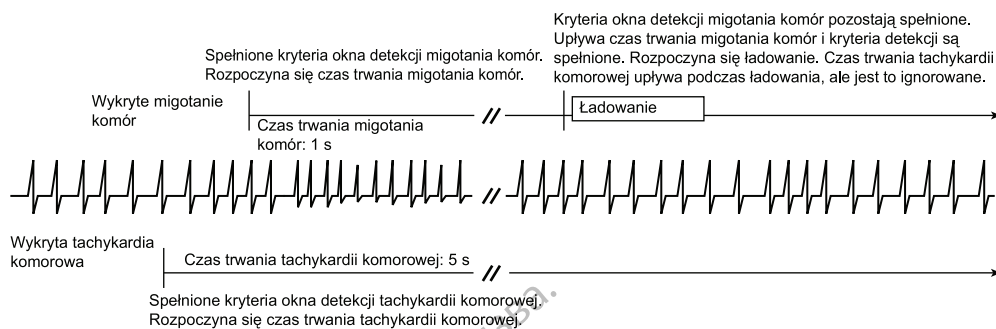 Kryteria okna detekcji migotania komór pozostają spełnione.
Upływa czas trwania migotania komór i kryteria detekcji są
spełnione. Rozpoczyna się ładowanie. Czas trwania tachykardii
komorowej upływa podczas ładowania, ale jest to ignorowane.
Spełnione kryteria okna detekcji migotania komór.
Rozpoczyna się czas trwania migotania komór.
Wykryte migotanie
komór
Ładowanie
Czas trwania migotania
komór: 1 s
Wykryta tachykardia
komorowa
Czas trwania tachykardii komorowej: 5 s
Spełnione kryteria okna detekcji tachykardii komorowej.
Rozpoczyna się czas trwania tachykardii komorowej.